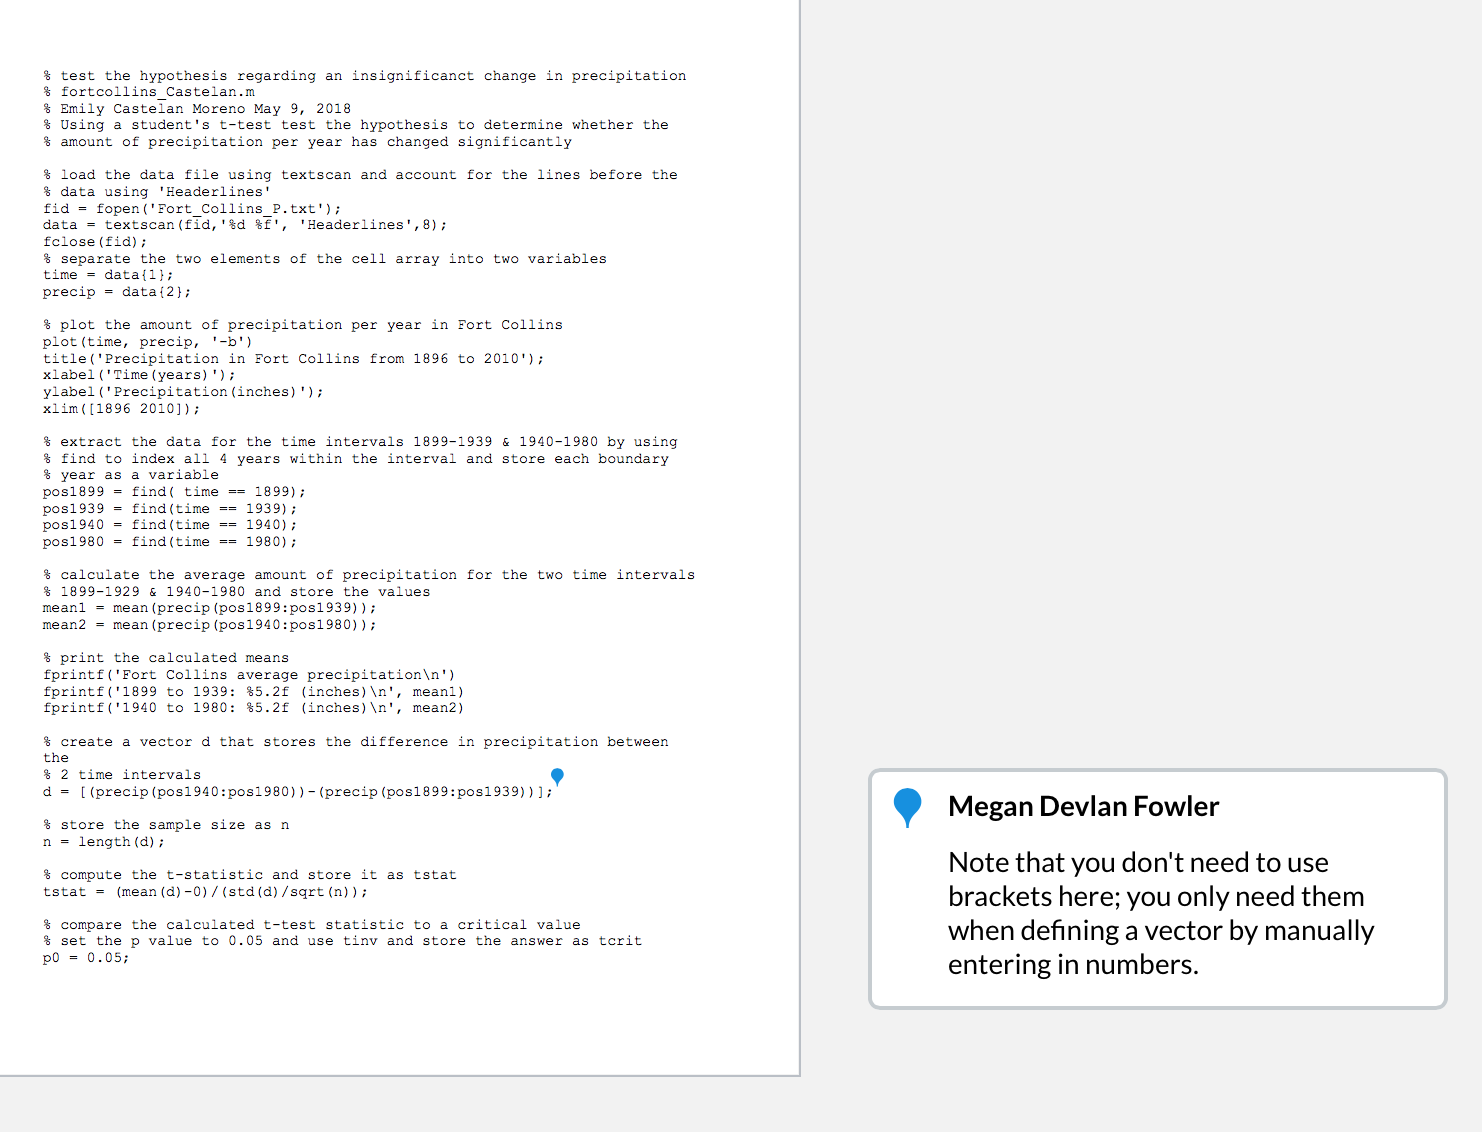 % test the hypothesis regarding an insignificanct change in precipitation
% fortcollins_Castelan.m
% Emily Castelan Moreno May 9, 2018
% Using a student's t-test test the hypothesis to determine whether the
% amount of precipitation per year has changed significantly
% load the data file using textscan and account for the lines before the
% data using 'Headerlines'
fid = fopen('Fort_Collins_P.txt');
data = textscan(fid,'%d %f', 'Headerlines',8);
fclose(fid);
% separate the two elements of the cell array into two variables
time = data{1};
precip = data{2};
% plot the amount of precipitation per year in Fort Collins
plot(time, precip, '-b')
title('Precipitation in Fort Collins from 1896 to 2010');
xlabel('Time(years)');
ylabel('Precipitation(inches)');
xlim([1896 2010]);
% extract the data for the time intervals 1899-1939 & 1940-1980 by using
% find to index all 4 years within the interval and store each boundary
% year as a variable
pos1899 = find( time == 1899);
pos1939 = find(time == 1939);
pos1940 = find(time == 1940);
pos1980 = find(time == 1980);
% calculate the average amount of precipitation for the two time intervals
% 1899-1929 & 1940-1980 and store the values
mean1 = mean(precip(pos1899:pos1939));
mean2 = mean(precip(pos1940:pos1980));
% print the calculated means
fprintf('Fort Collins average precipitation\n')
fprintf('1899 to 1939: %5.2f (inches)\n', mean1)
fprintf('1940 to 1980: %5.2f (inches)\n', mean2)
% create a vector d that stores the difference in precipitation between
the
% 2 time intervals
d = [(precip(pos1940:pos1980))-(precip(pos1899:pos1939))];
% store the sample size as n
n = length(d);
% compute the t-statistic and store it as tstat
tstat = (mean(d)-0)/(std(d)/sqrt(n));
% compare the calculated t-test statistic to a critical value
% set the p value to 0.05 and use tinv and store the answer as tcrit
p0 = 0.05;
Megan Devlan Fowler
Note that you don't need to use
brackets here; you only need them
when defining a vector by manually
entering in numbers.